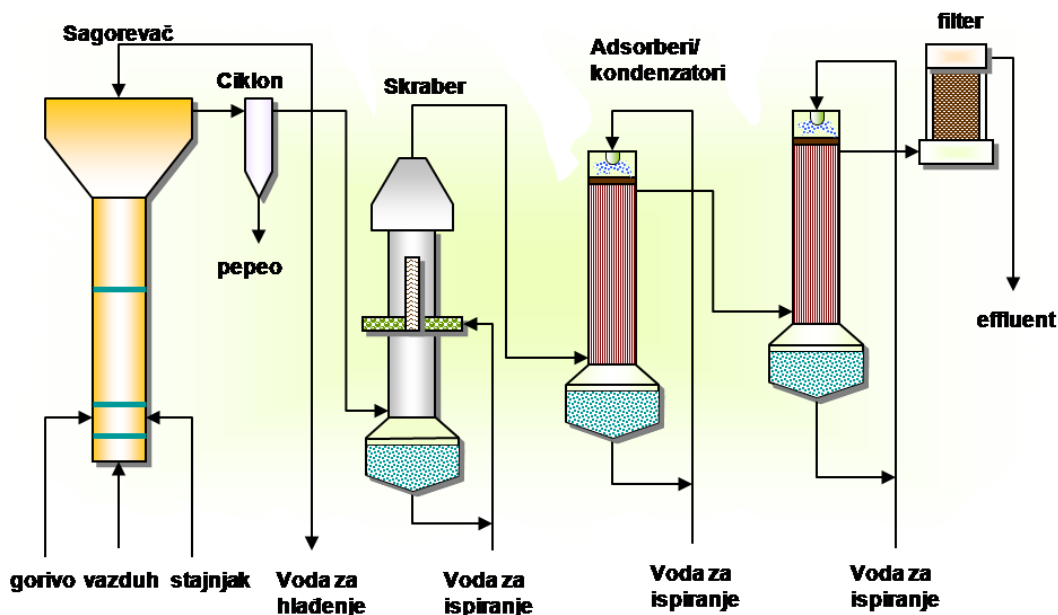 Sagorevač
Ciklon
Skraber
Adsorberi/
kondenzatori
filter
pepeo
effluent
gorivo
vazduh
stajnjak
Voda za
hlađenje
Voda za
ispiranje
Voda za
ispiranje
Voda za
ispiranje